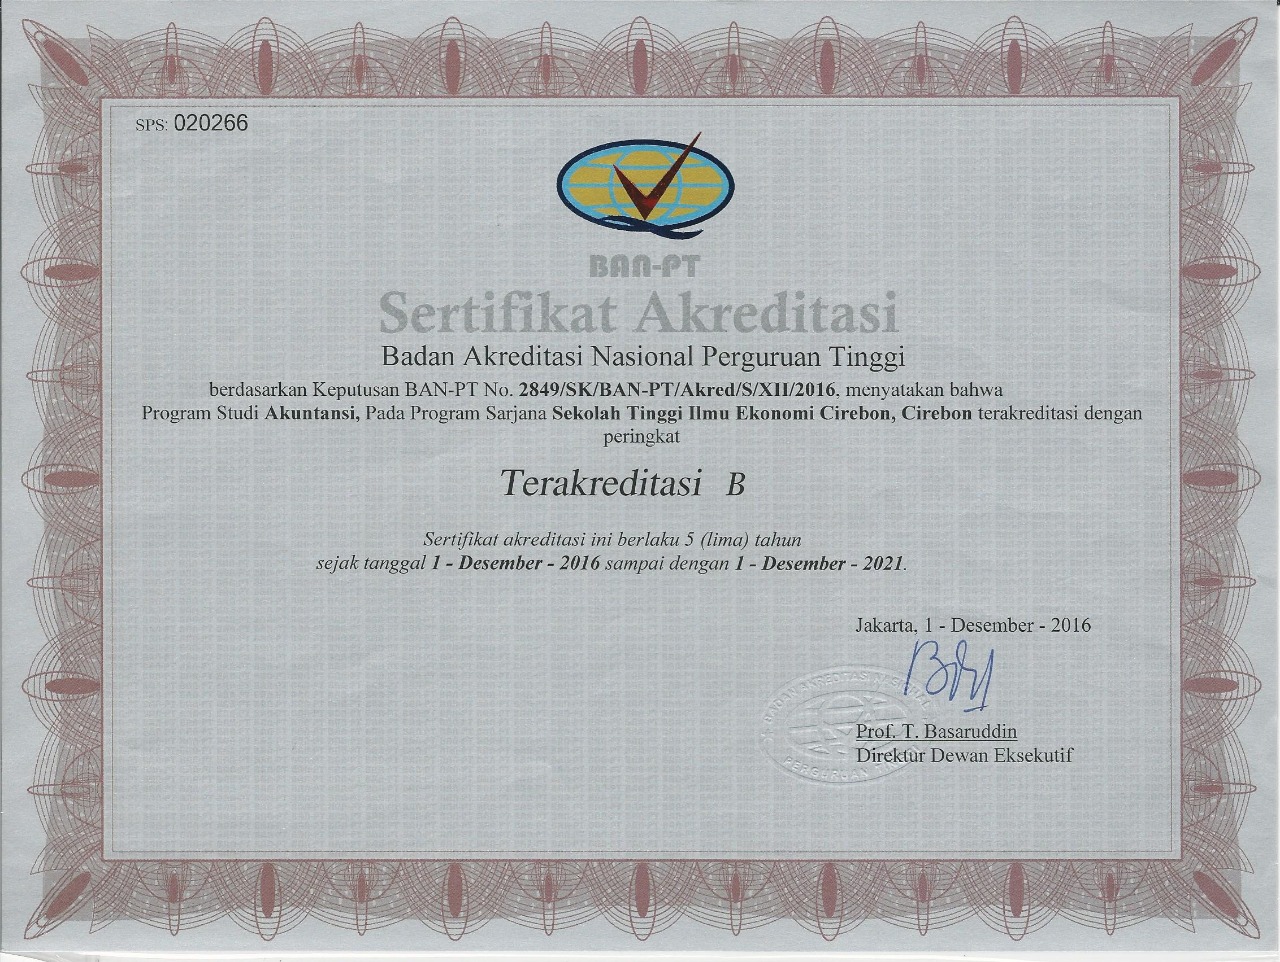 SPS: 020266
BAN-PT
Sertifikat Akreditasi
Badan Akreditasi Nasional Perguruan Tinggi
berdasarkan Keputusan BAN-PT No. 2849/SK/BAN-PT/Akred/S/XII/2016, menyatakan bahwa
Program Studi Akuntansi, Pada Program Sarjana Sekolah Tinggi Ilmu Ekonomi Cirebon, Cirebon terakreditasi dengan
peringkat
Terakreditasi B
Sertifikat akreditasi ini berlaku 5 (lima) tahun
sejak tanggal 1 - Desember - 2016 sampai dengan 1 - Desember - 2021.
Jakarta, 1 - Desember - 2016
BADAN AKREDITASI NASIONAL
PERGURUAN TINGGI
Prof. T. Basaruddin
Direktur Dewan Eksekutif